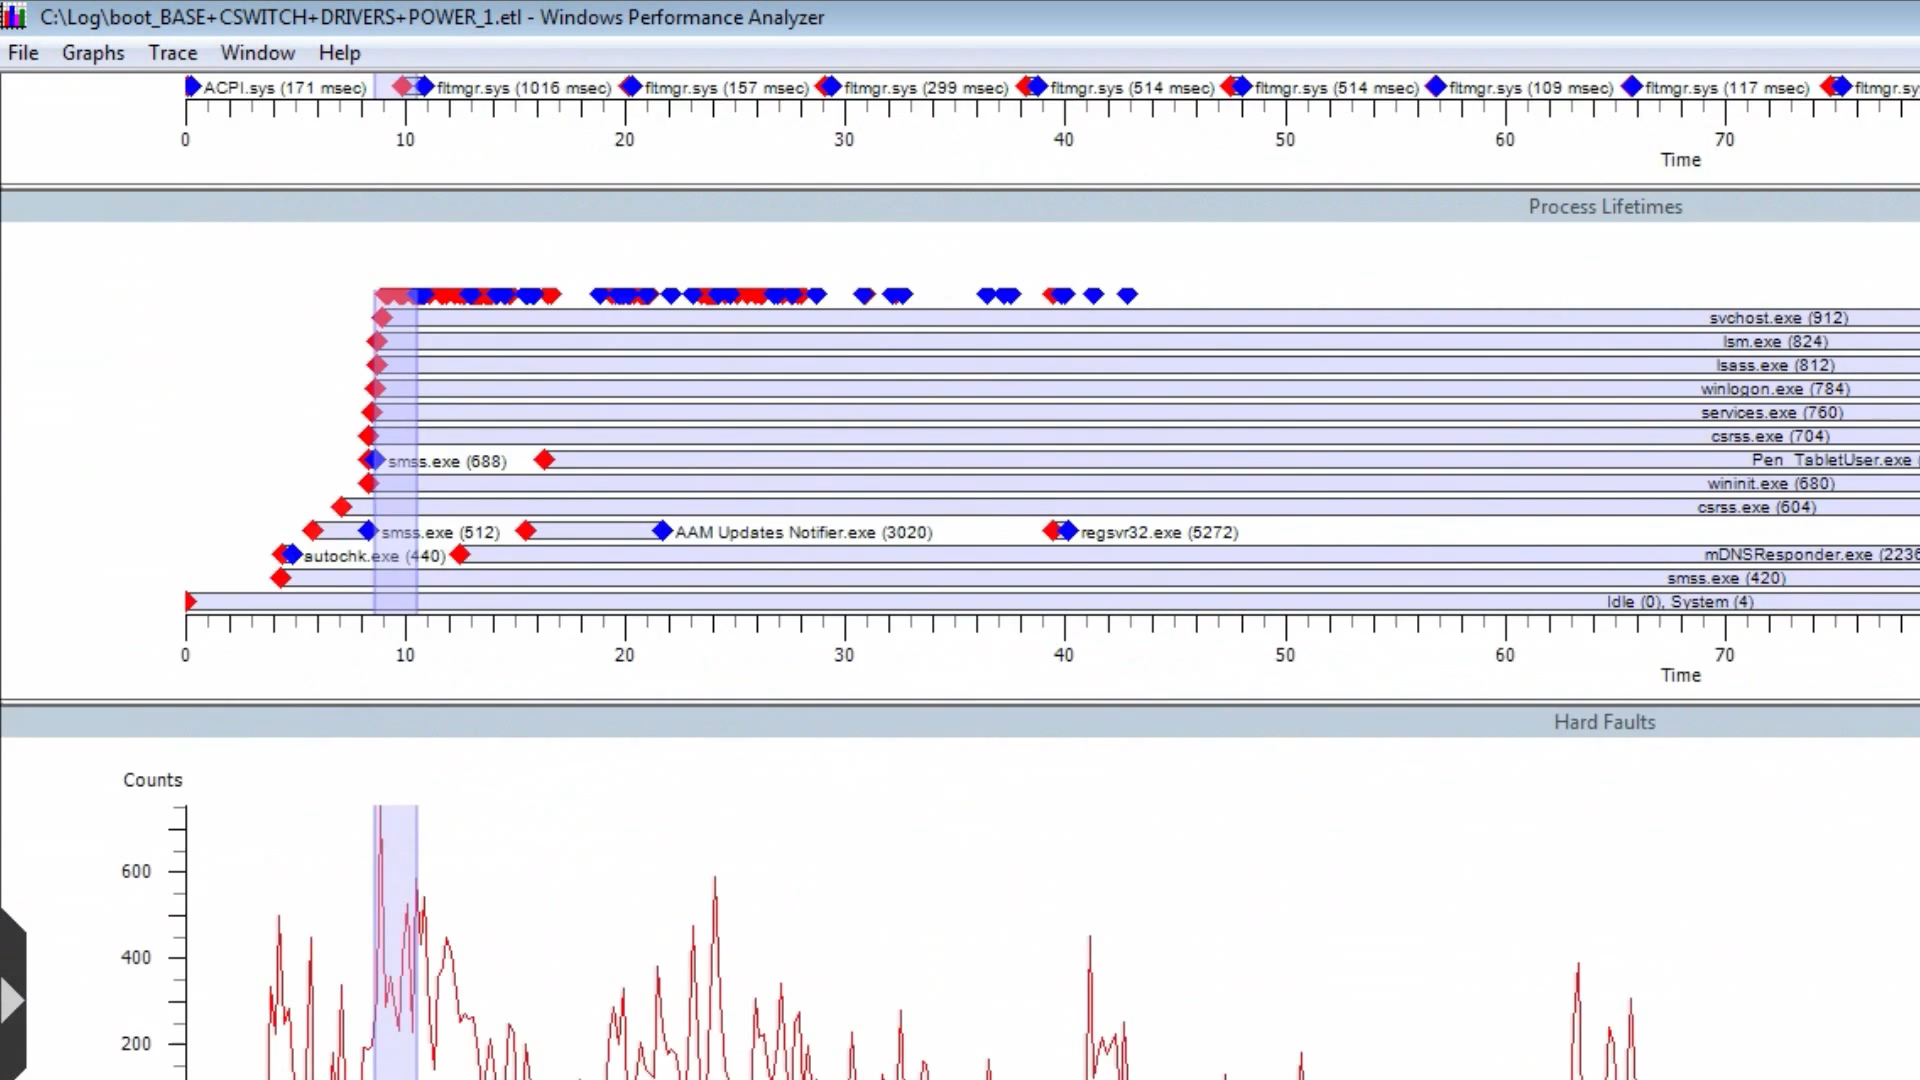 C:\Log\boot_BASE+CSWITCH+DRIVERS+POWER_1.etl - Windows Performance Analyzer
File Graphs Trace Window Help
ACPI.sys (171 msec) fltmgr.sys (1016 msec) fltmgr.sys (157 msec) fltmgr.sys (299 msec) fltmgr.sys (514 msec) fltmgr.sys (514 msec) fltmgr.sys (109 msec) fltmgr.sys (117 msec) fltmgr.sy
0 10 20 30 40 50 60 70
Time
Process Lifetimes
svchost.exe (912)
lsm.exe (824)
lsass.exe (812)
winlogon.exe (784)
services.exe (760)
csrss.exe (704)
smss.exe (688) Pen_TabletUser.exe (
wininit.exe (680)
csrss.exe (604)
smss.exe (512) AAM Updates Notifier.exe (3020) regsvr32.exe (5272)
autochk.exe (440) mDNSResponder.exe (2236
smss.exe (420)
Idle (0), System (4)
0 10 20 30 40 50 60 70
Time
Hard Faults
Counts
600
400
200